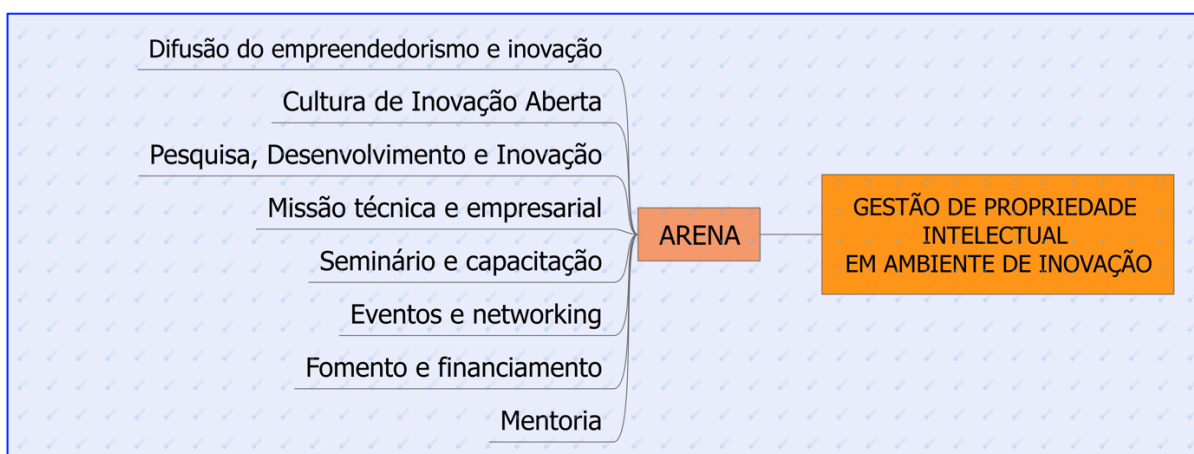 Difusão do empreendedorismo e inovação
Cultura de Inovação Aberta
Pesquisa, Desenvolvimento e Inovação
Missão técnica e empresarial
Seminário e capacitação
Eventos e networking
Fomento e financiamento
Mentoria
ARENA
GESTÃO DE PROPRIEDADE
INTELECTUAL
EM AMBIENTE DE INOVAÇÃO